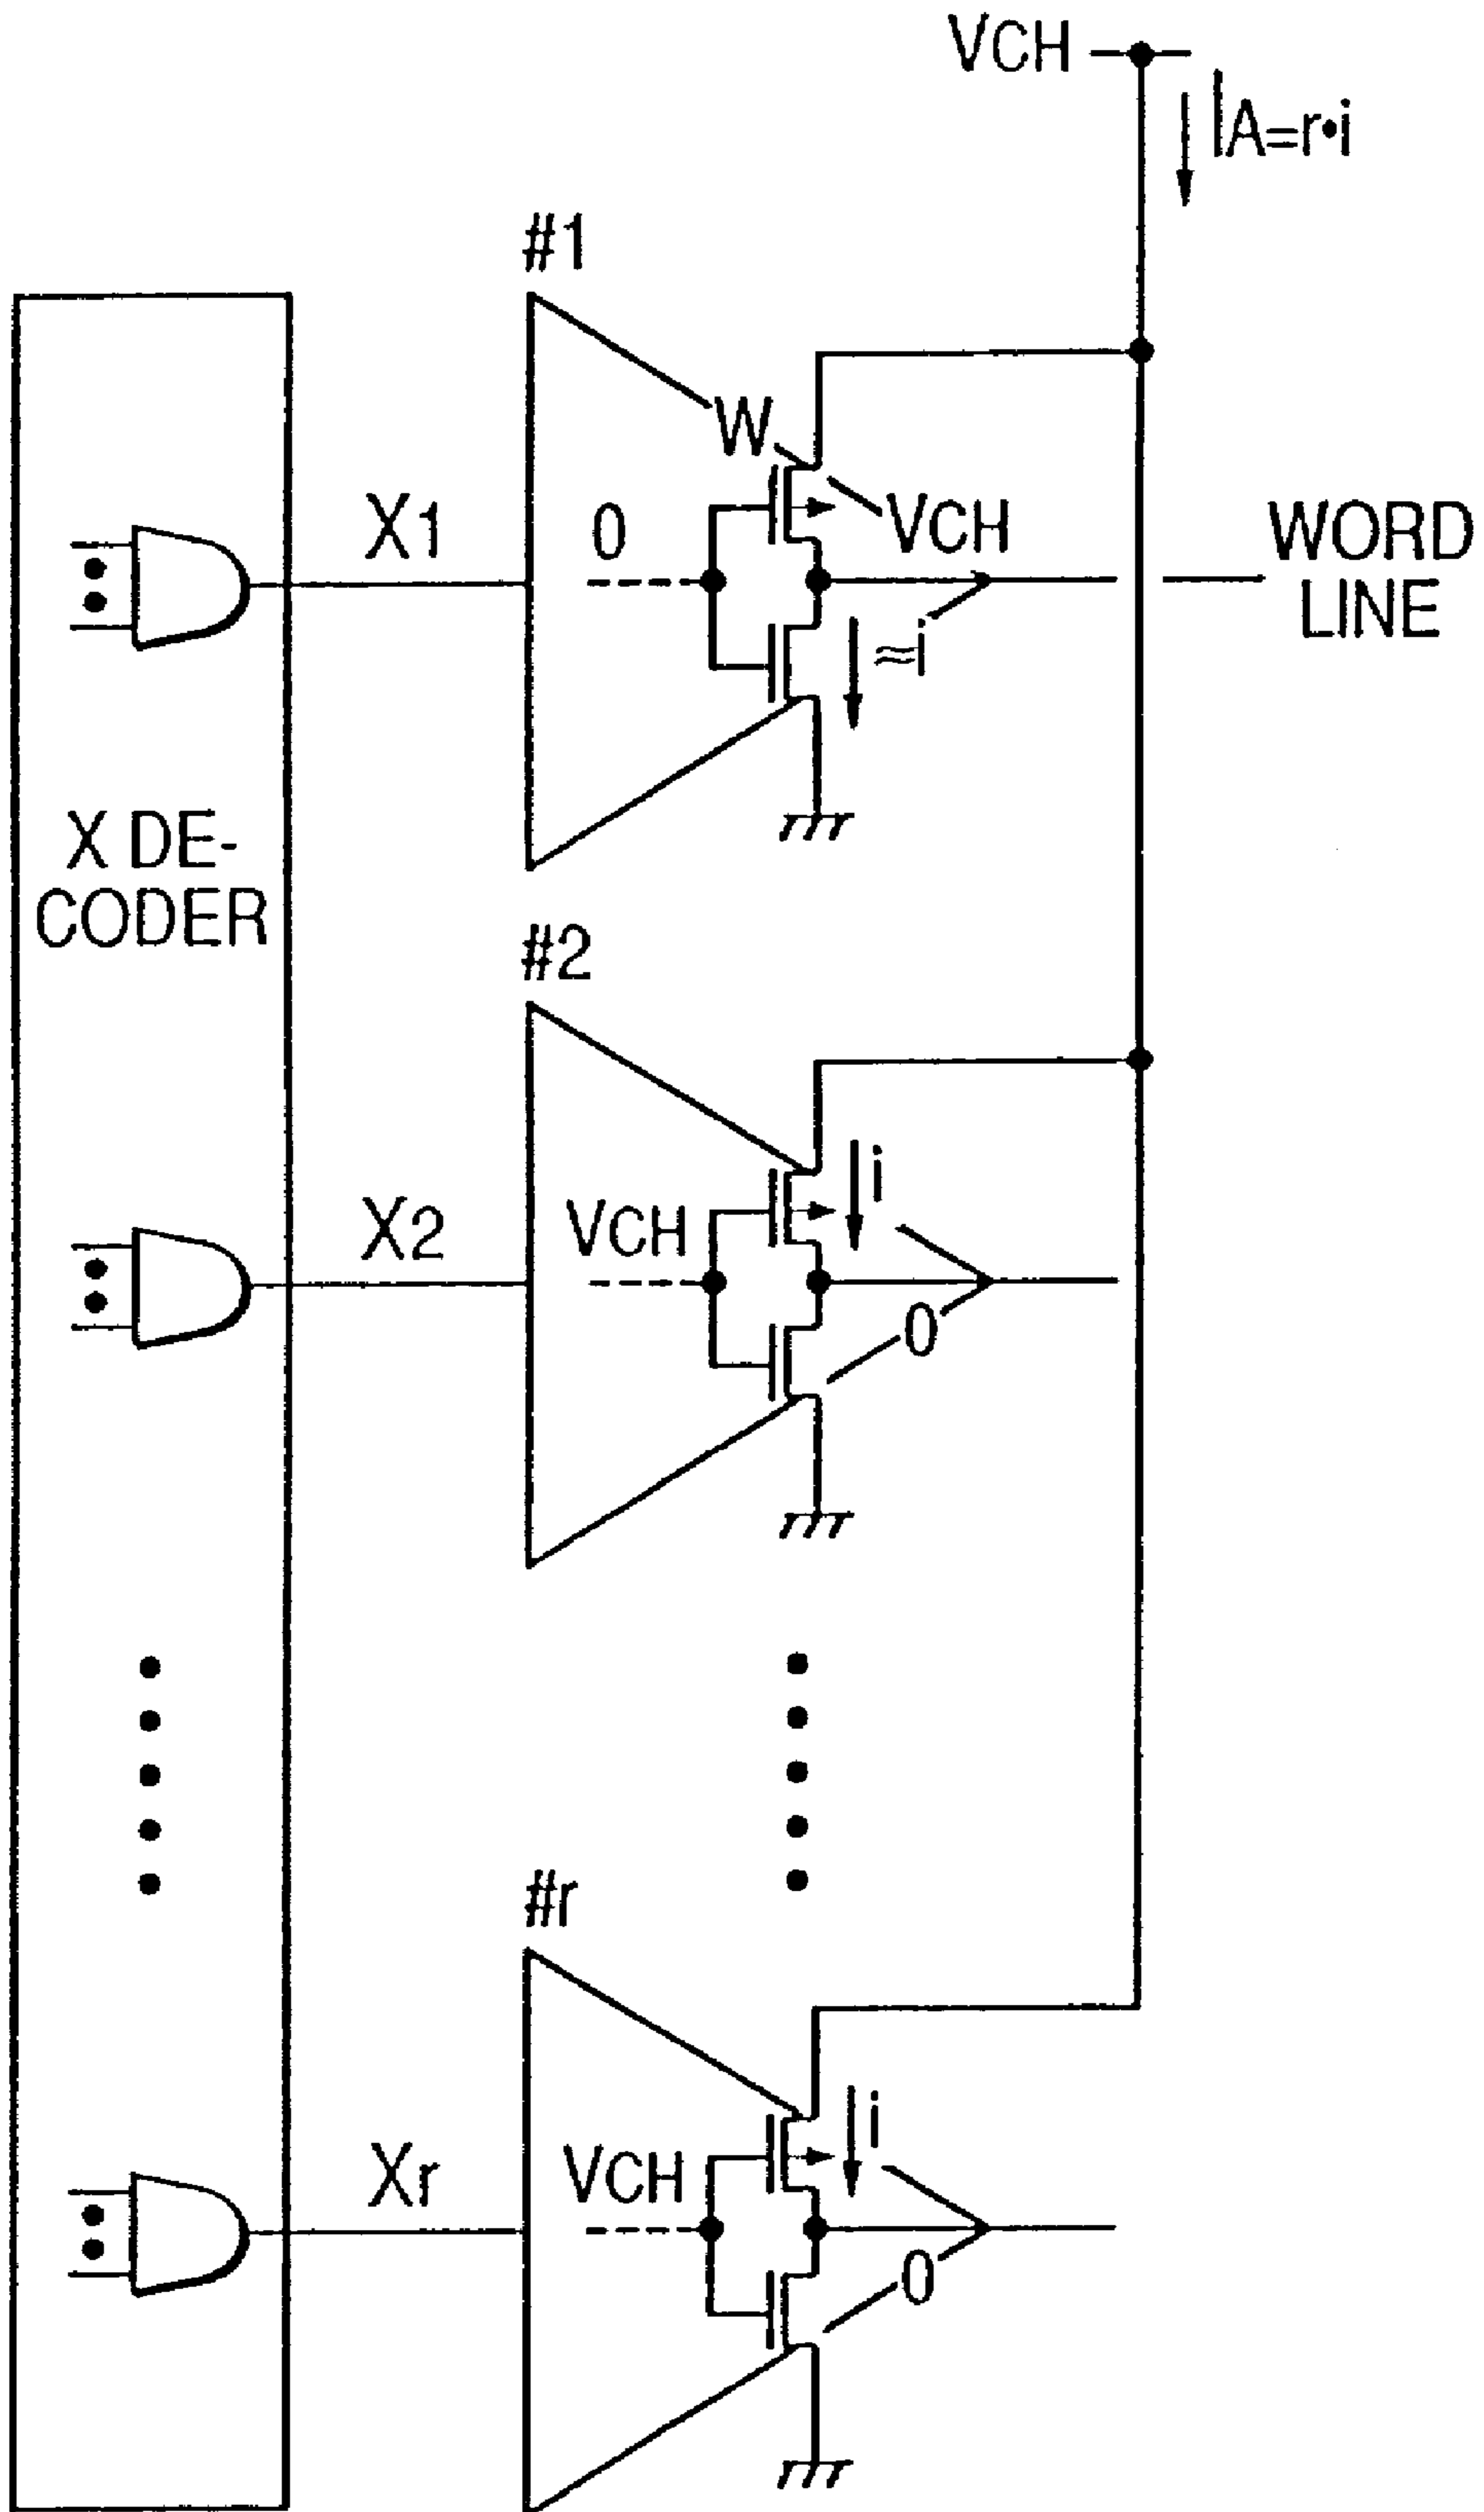 VCH
IA=r•i
#1
W
X1
0
VCH
WORD
LINE
≈i
X DE-
CODER
#2
i
X2
VCH
0
#r
i
Xr
VCH
0